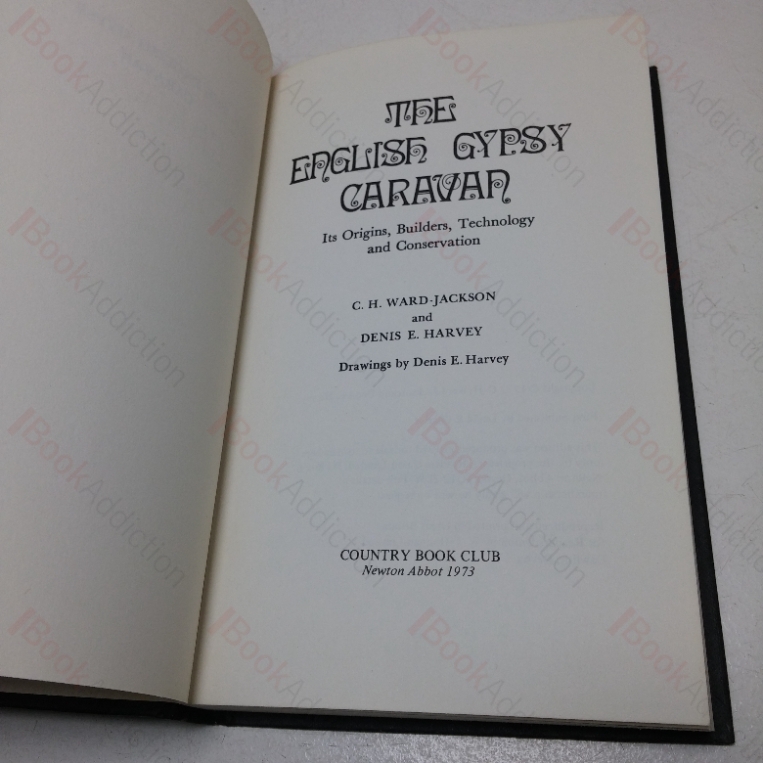 THE
ENGLISH GYPSY
CARAVAN
Its Origins, Builders, Technology
and Conservation
C. H. WARD-JACKSON
and
DENIS E. HARVEY
Drawings by Denis E. Harvey
COUNTRY BOOK CLUB
Newton Abbot 1973
BookAddiction